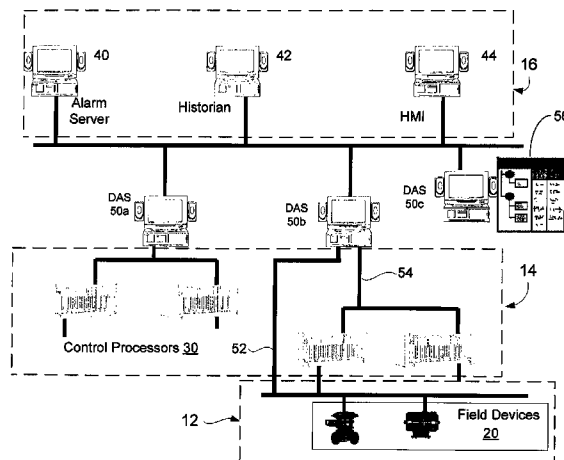 40
42
44
16
Alarm
Server
Historian
HMI
56
DAS
50a
DAS
50b
DAS
50c
54
14
Control Processors 30
52
12
Field Devices
20